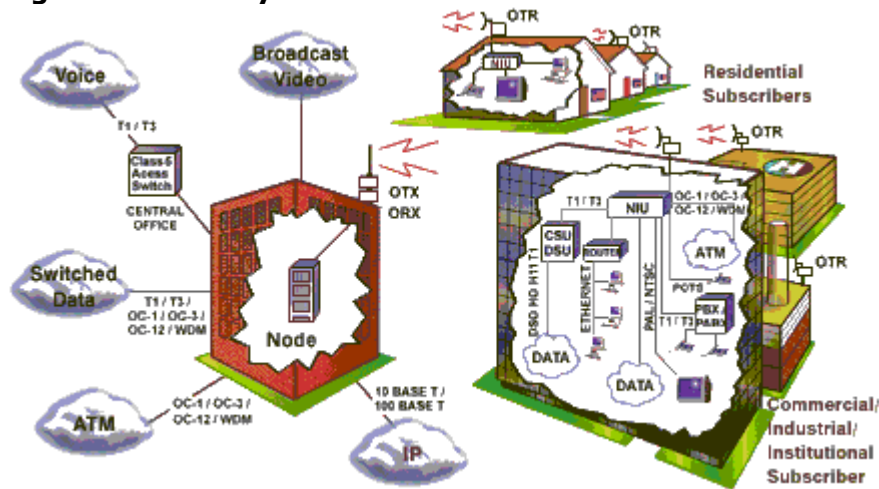 Voice
T1 / T3
Class-5
Acess
Switch
CENTRAL
OFFICE
Broadcast
Video
OTX
ORX
Switched
Data
T1 / T3 /
OC-1 / OC-3 /
OC-12 / WDM
Node
ATM
OC-1 / OC-3 /
OC-12 / WDM
10 BASE T /
100 BASE T
IP
OTR
OTR
NIU
Residential
Subscribers
OTR
T1 / T3
NIU
OC-1 / OC-3 /
OC-12 / WDM
CSU
DSU
ROUTER
ATM
OTR
DSO HD H11 T1
ETHERNET
PAL / NTSC
POTS
T1 / T3
PBX /
PABX
DATA
DATA
Commercial/
Industrial/
Institutional
Subscriber